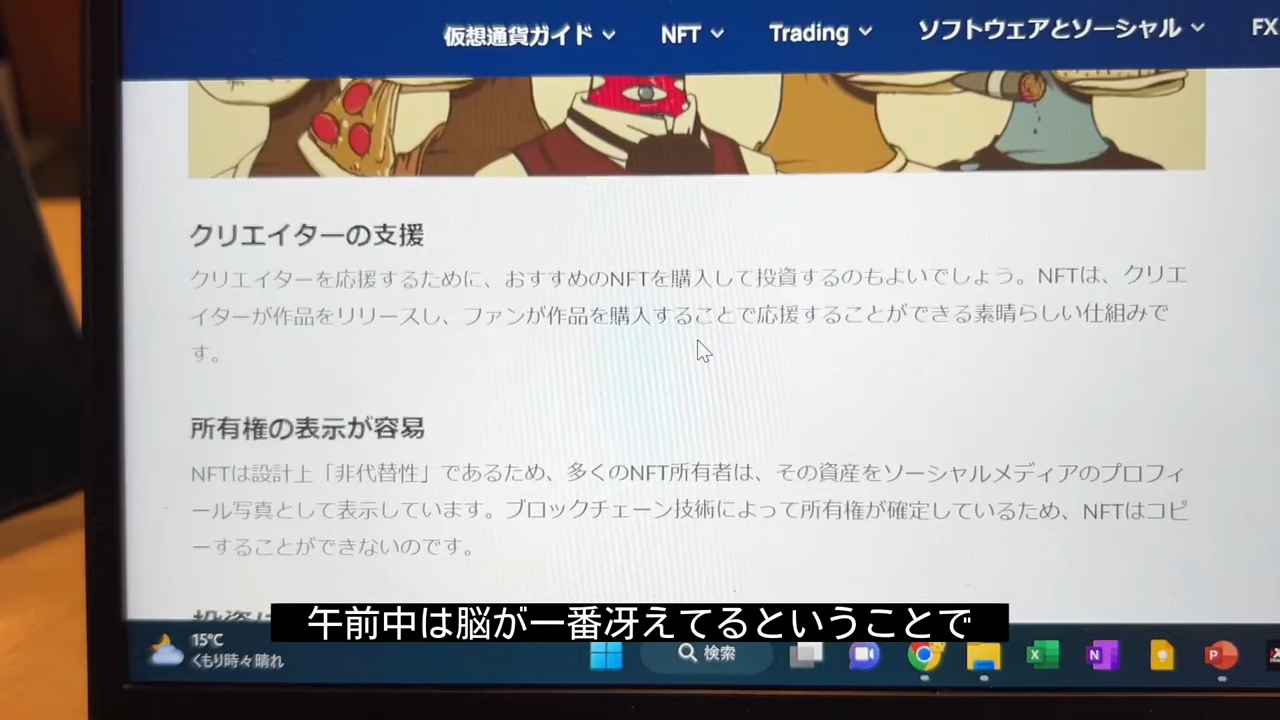 仮想通貨ガイド NFT Trading ソフトウェアとソーシャル FX
クリエイターの支援
クリエイターを応援するために、おすすめのNFTを購入して投資するのもよいでしょう。NFTは、クリエ
イターが作品をリリースし、ファンが作品を購入することで応援することができる素晴らしい仕組みで
す。
所有権の表示が容易
NFTは設計上「非代替性」であるため、多くのNFT所有者は、その資産をソーシャルメディアのプロフィ
ール写真として表示しています。ブロックチェーン技術によって所有権が確定しているため、NFTはコピ
ーすることができないのです。
午前中は脳が一番冴えてるということで
15℃
くもり時々晴れ
検索